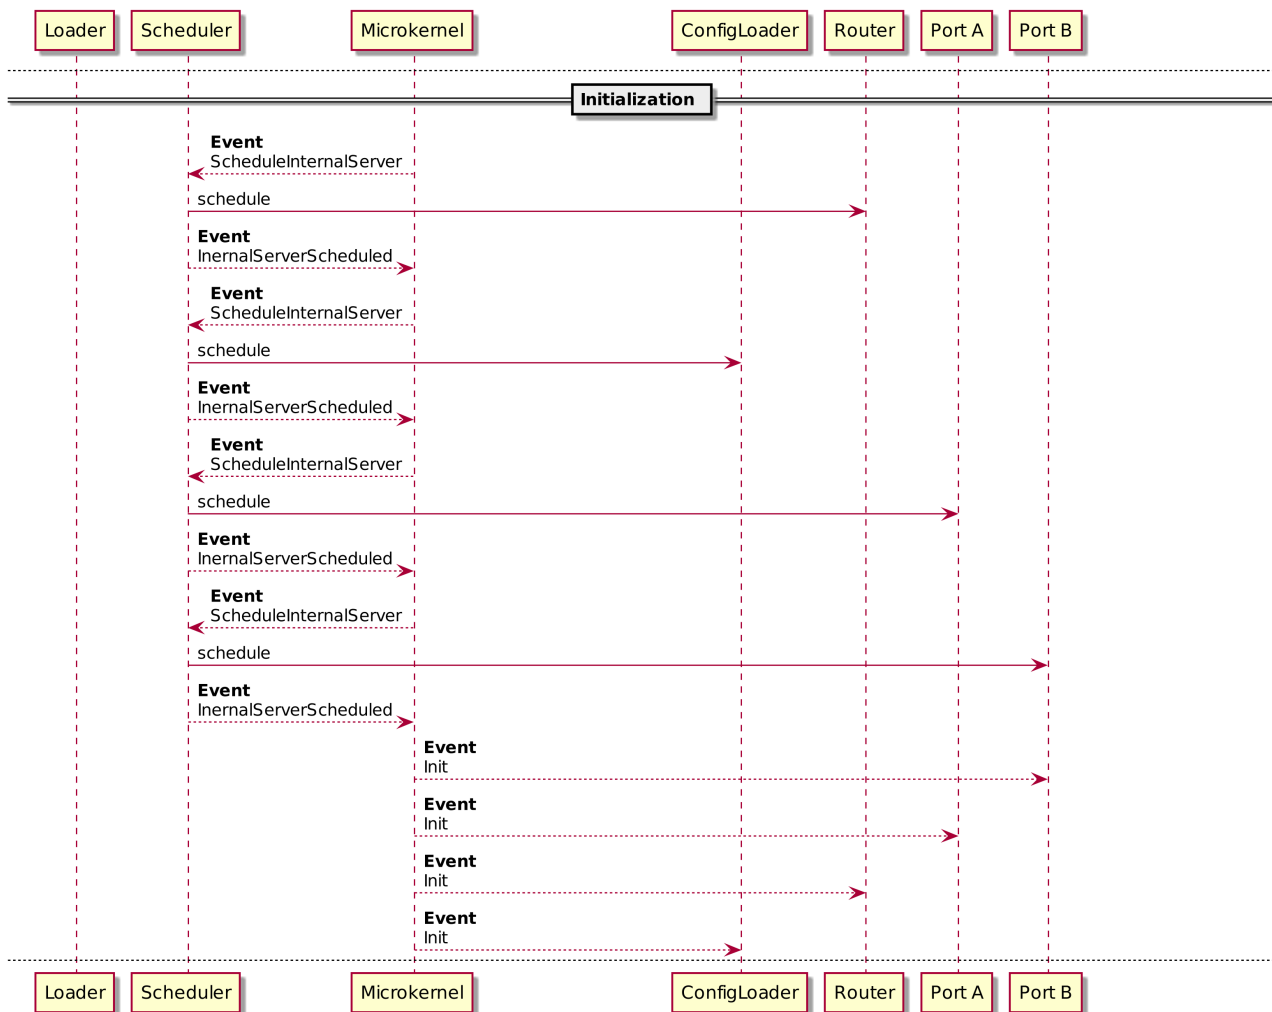 Loader Scheduler Microkernel ConfigLoader Router Port A Port B
Initialization
Event
ScheduleInternalServer
schedule
Event
InernalServerScheduled
Event
ScheduleInternalServer
schedule
Event
InernalServerScheduled
Event
ScheduleInternalServer
schedule
Event
InernalServerScheduled
Event
ScheduleInternalServer
schedule
Event
InernalServerScheduled
Event
Init
Event
Init
Event
Init
Event
Init
Loader Scheduler Microkernel ConfigLoader Router Port A Port B